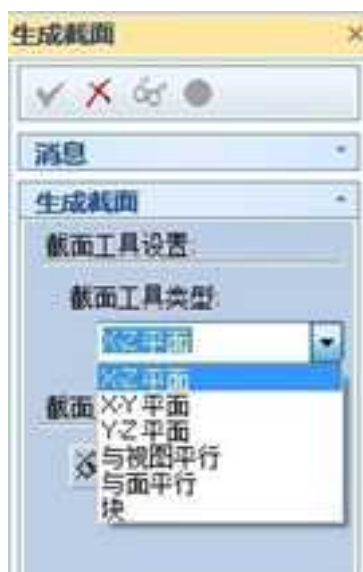 生成截面
消息
生成截面
截面工具设置:
截面工具类型:
X-Z 平面
X-Z 平面
截面
X-Y 平面
Y-Z 平面
与视图平行
与面平行
块